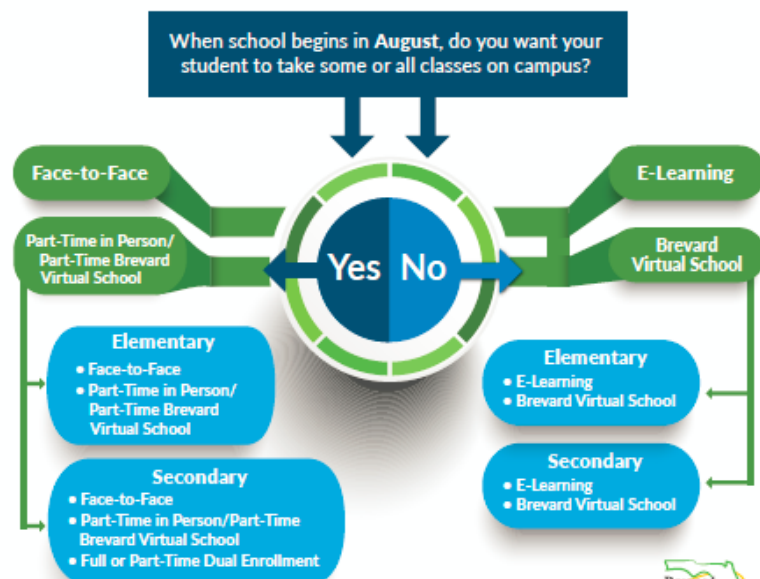 When school begins in August, do you want your
student to take some or all classes on campus?
Face-to-Face
Part-Time in Person/
Part-Time Brevard
Virtual School
Yes No
E-Learning
Brevard
Virtual School
Elementary
• Face-to-Face
• Part-Time in Person/
Part-Time Brevard
Virtual School
Secondary
• Face-to-Face
• Part-Time in Person/Part-Time
Brevard Virtual School
• Full or Part-Time Dual Enrollment
Elementary
• E-Learning
• Brevard Virtual School
Secondary
• E-Learning
• Brevard Virtual School